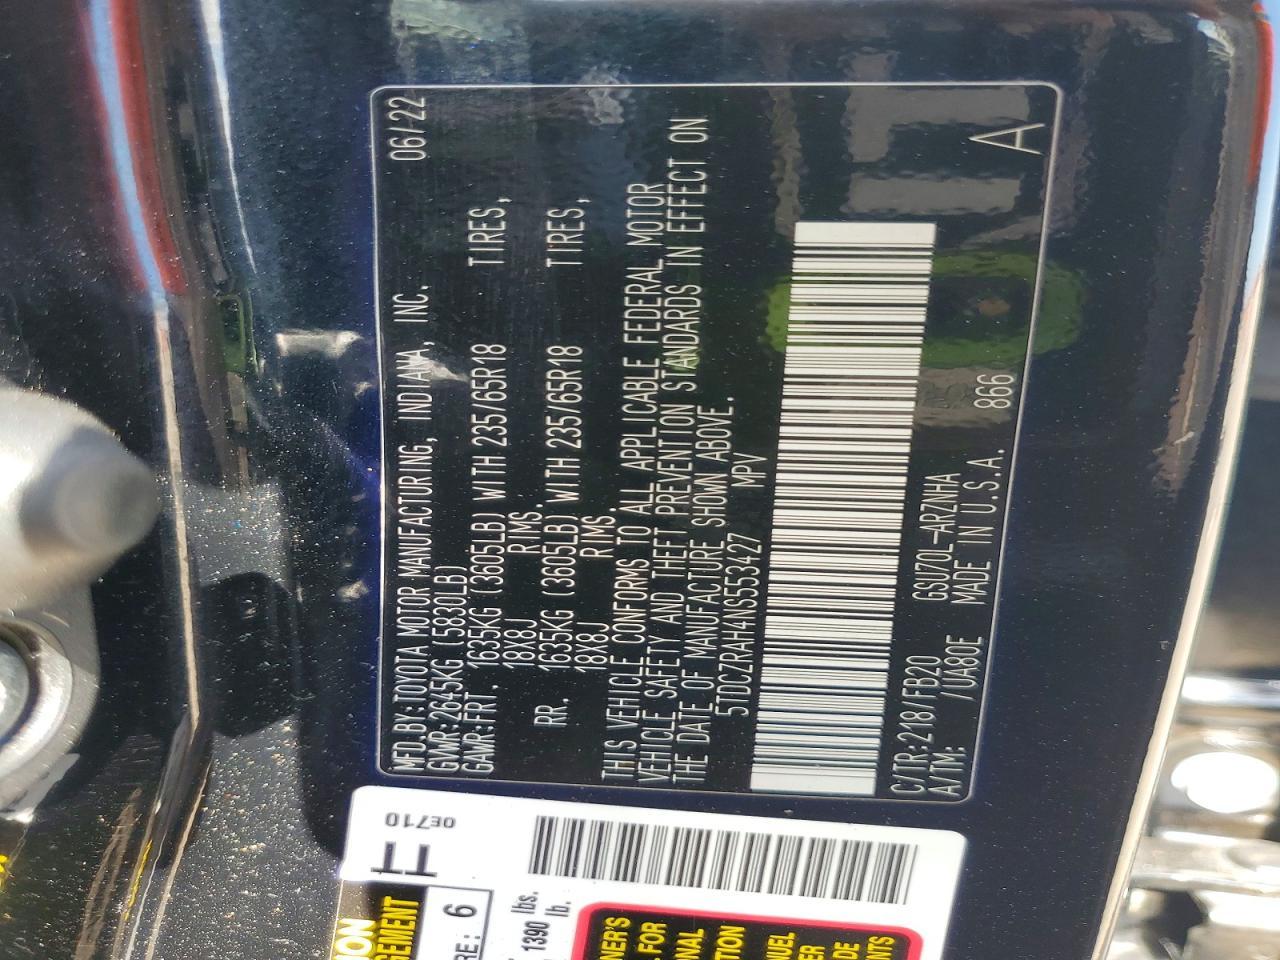 MFD.BY:TOYOTA MOTOR MANUFACTURING, INDIANA, INC. 06/22
GVWR:2645KG (5830LB)
GAWR:FRT. 1635KG (3605LB) WITH 235/65R18 TIRES,
18X8J RIMS.
RR. 1635KG (3605LB) WITH 235/65R18 TIRES,
18X8J RIMS.
THIS VEHICLE CONFORMS TO ALL APPLICABLE FEDERAL MOTOR
VEHICLE SAFETY AND THEFT PREVENTION STANDARDS IN EFFECT ON
THE DATE OF MANUFACTURE SHOWN ABOVE.
5TDCZRAH4NS553427 MPV
C/TR:218/FB20 GSU70L-ARZNHA 866
A/TM: /UA80E MADE IN U.S.A.
A
0E710
6
1390 lbs.
lb.